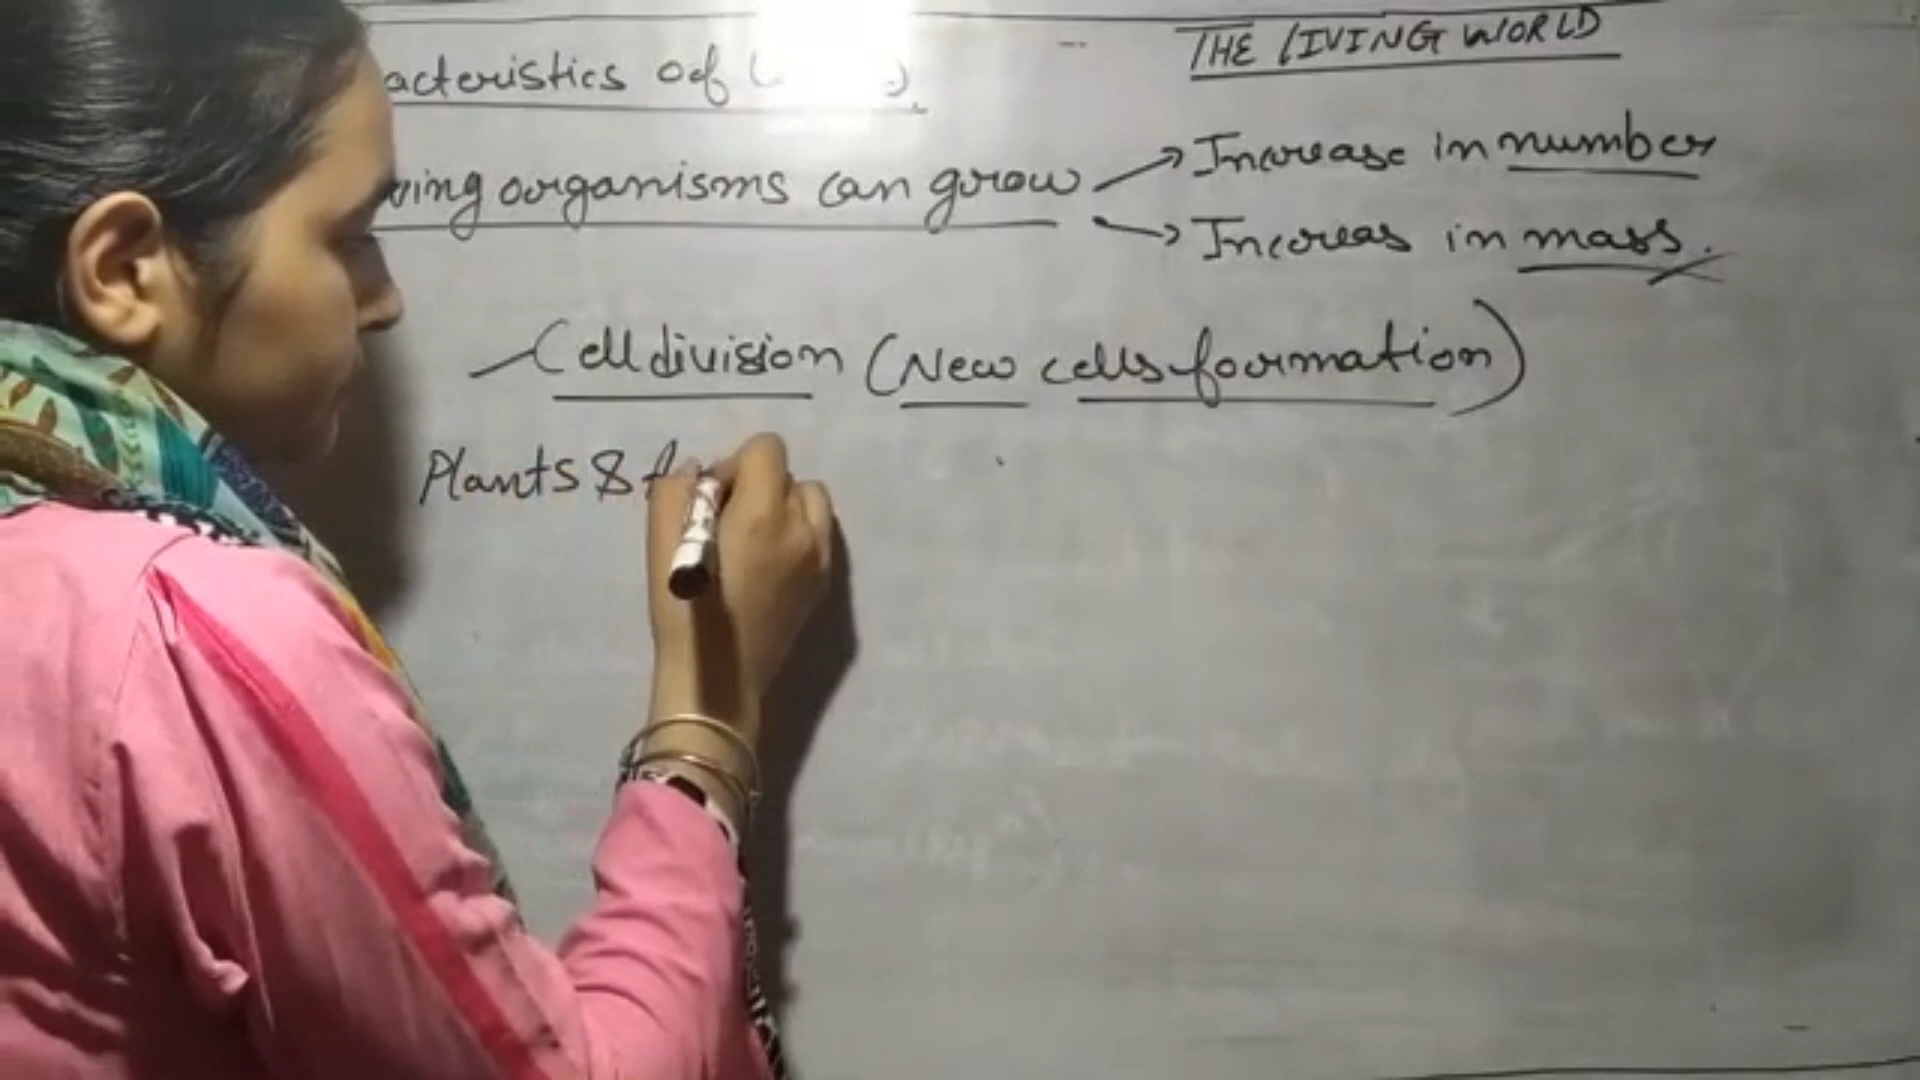 THE LIVING WORLD
acteristics of
ving organisms can grow
Increase in number
Increas in mass.
Cell division (New cells formation)
Plants &